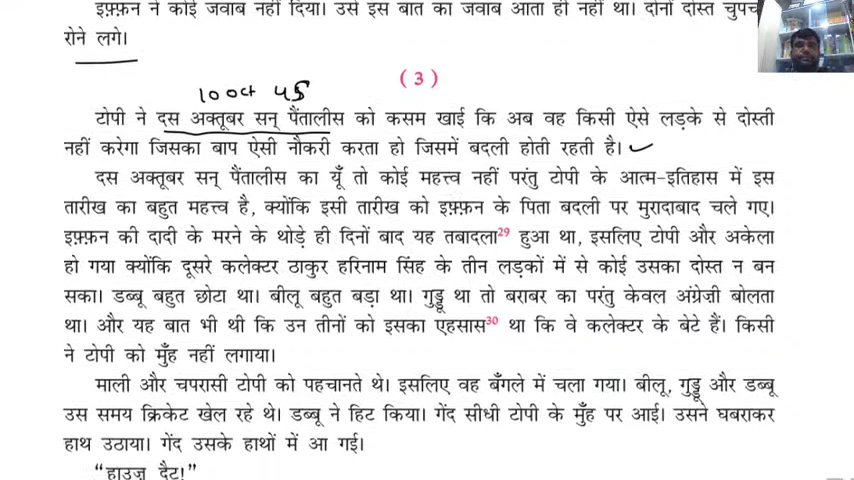 इफ़्फ़न ने कोई जवाब नहीं दिया। उसे इस बात का जवाब आता ही नहीं था। दोनों दोस्त चुपच
रोने लगे।
(3)
10 oct 45
टोपी ने दस अक्तूबर सन् पैंतालीस को कसम खाई कि अब वह किसी ऐसे लड़के से दोस्ती
नहीं करेगा जिसका बाप ऐसी नौकरी करता हो जिसमें बदली होती रहती है।
दस अक्तूबर सन् पैंतालीस का यूँ तो कोई महत्त्व नहीं परंतु टोपी के आत्म-इतिहास में इस
तारीख का बहुत महत्त्व है, क्योंकि इसी तारीख को इफ़्फ़न के पिता बदली पर मुरादाबाद चले गए।
इफ़्फ़न की दादी के मरने के थोड़े ही दिनों बाद यह तबादला29 हुआ था, इसलिए टोपी और अकेला
हो गया क्योंकि दूसरे कलेक्टर ठाकुर हरिनाम सिंह के तीन लड़कों में से कोई उसका दोस्त न बन
सका। डब्बू बहुत छोटा था। बीलू बहुत बड़ा था। गुड्डू था तो बराबर का परंतु केवल अंग्रेज़ी बोलता
था। और यह बात भी थी कि उन तीनों को इसका एहसास30 था कि वे कलेक्टर के बेटे हैं। किसी
ने टोपी को मुँह नहीं लगाया।
माली और चपरासी टोपी को पहचानते थे। इसलिए वह बँगले में चला गया। बीलू, गुड्डू और डब्बू
उस समय क्रिकेट खेल रहे थे। डब्बू ने हिट किया। गेंद सीधी टोपी के मुँह पर आई। उसने घबराकर
हाथ उठाया। गेंद उसके हाथों में आ गई।
“हाउज़ दैट!”